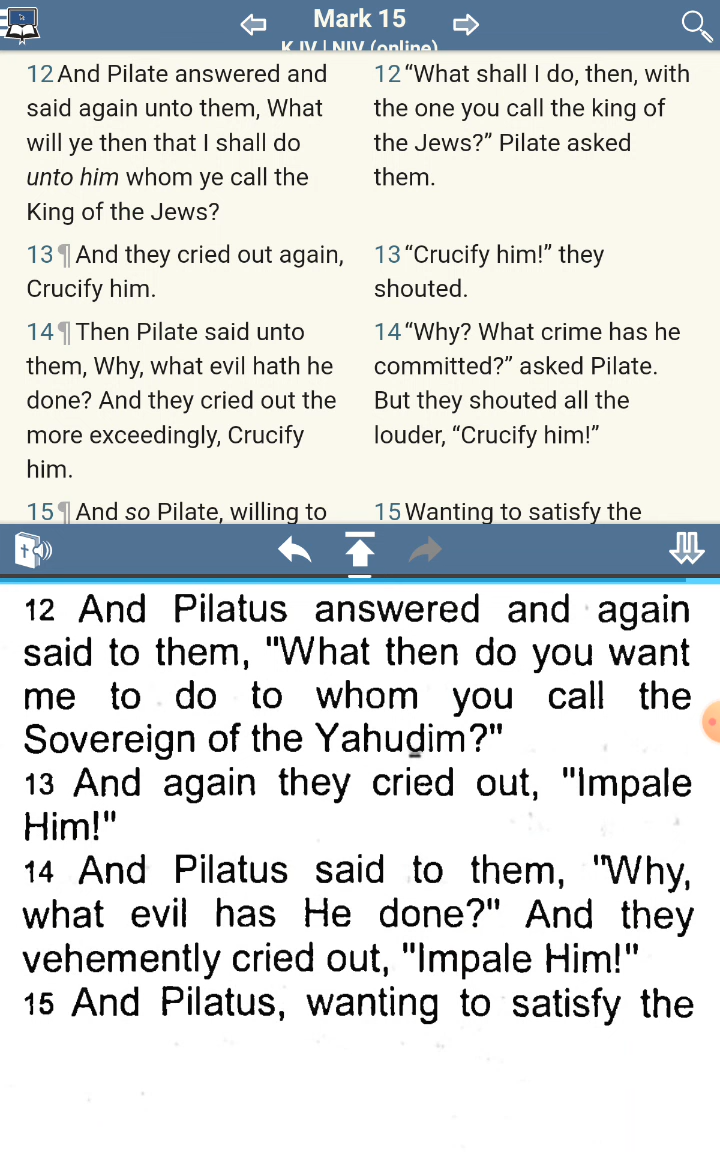 Mark 15
KJV | NIV (online)
12 And Pilate answered and
said again unto them, What
will ye then that I shall do
unto him whom ye call the
King of the Jews?
13 ¶ And they cried out again,
Crucify him.
14 ¶ Then Pilate said unto
them, Why, what evil hath he
done? And they cried out the
more exceedingly, Crucify
him.
15 ¶ And so Pilate, willing to
12 “What shall I do, then, with
the one you call the king of
the Jews?” Pilate asked
them.
13 “Crucify him!” they
shouted.
14 “Why? What crime has he
committed?” asked Pilate.
But they shouted all the
louder, “Crucify him!”
15 Wanting to satisfy the
12 And Pilatus answered and again
said to them, "What then do you want
me to do to whom you call the
Sovereign of the Yahuḏim?"
13 And again they cried out, "Impale
Him!"
14 And Pilatus said to them, "Why,
what evil has He done?" And they
vehemently cried out, "Impale Him!"
15 And Pilatus, wanting to satisfy the